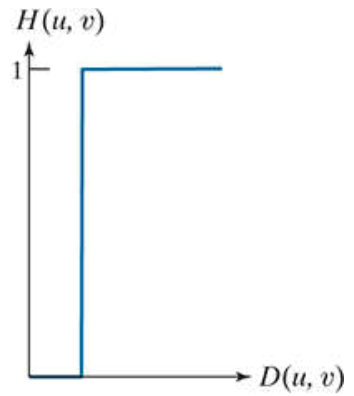 H(u, v)
1
D(u, v)